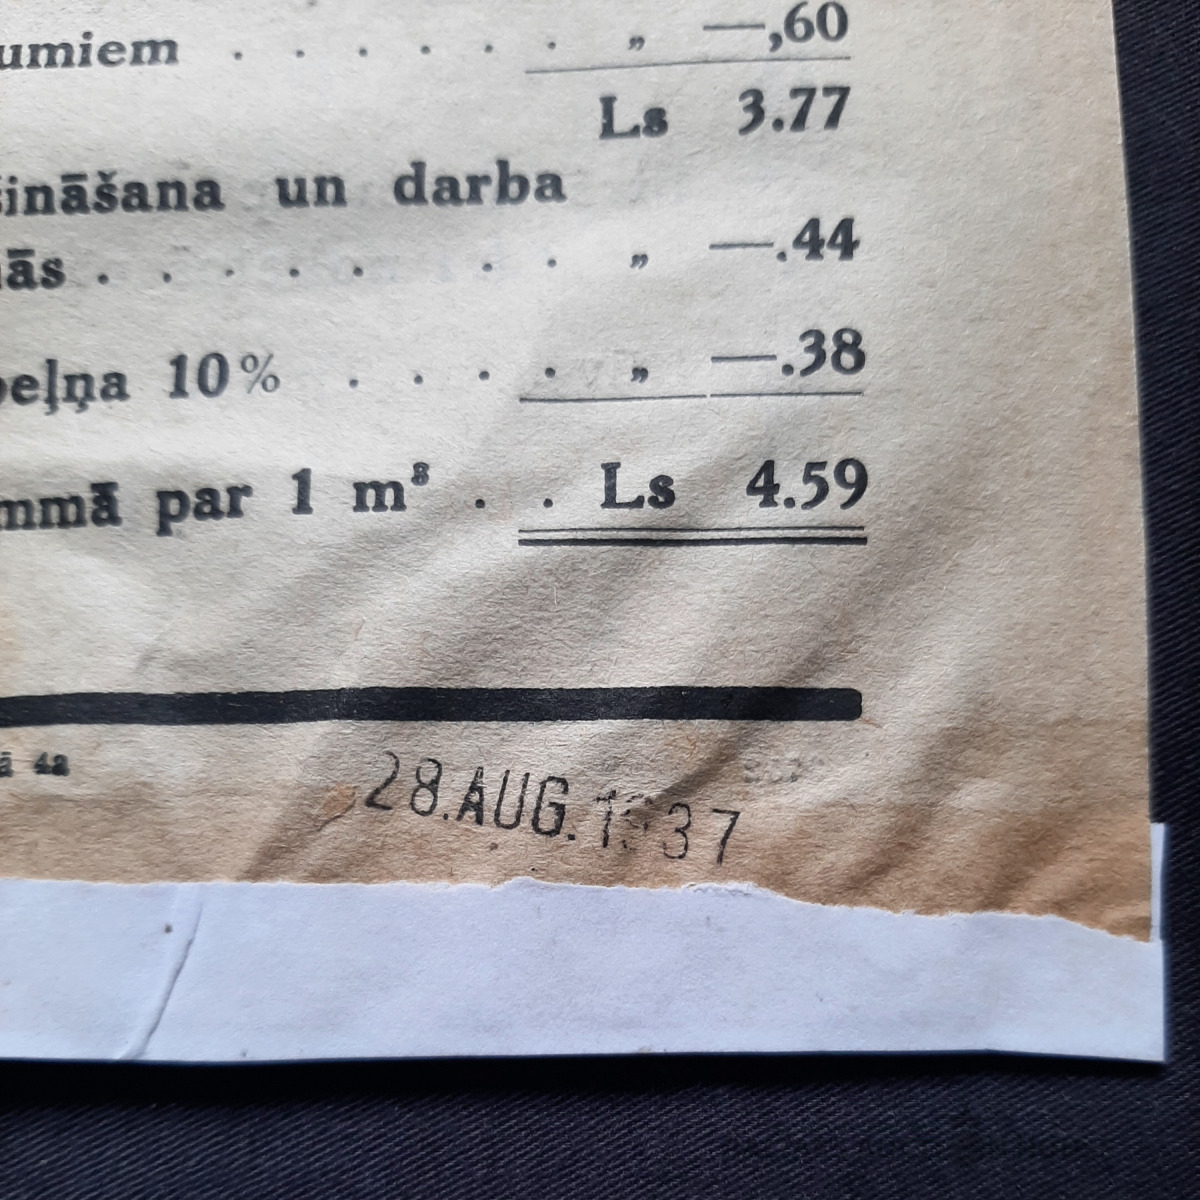 umiem . . . . . . „ —,60
Ls 3.77
šināšana un darba
ās . . . . . . . „ —.44
peļņa 10% . . . . „ —.38
mmā par 1 m³ . . Ls 4.59
ā 4a
28.AUG.1937